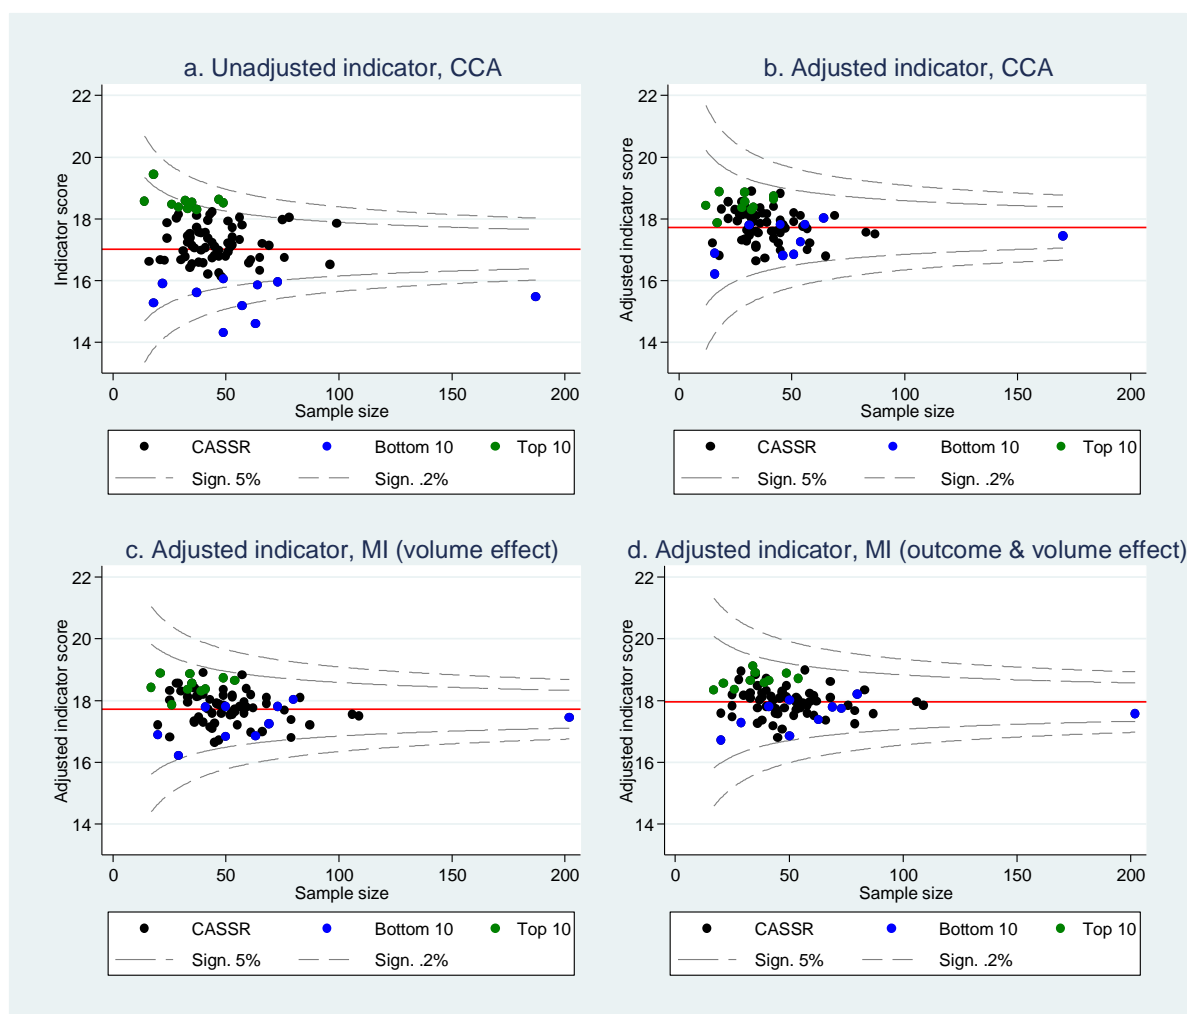 a. Unadjusted indicator, CCA
22
20
18
16
14
Indicator score
0 50 100 150 200
Sample size
CASSR Bottom 10 Top 10
Sign. 5% Sign. .2%
b. Adjusted indicator, CCA
22
20
18
16
14
Adjusted indicator score
0 50 100 150 200
Sample size
CASSR Bottom 10 Top 10
Sign. 5% Sign. .2%
c. Adjusted indicator, MI (volume effect)
22
20
18
16
14
Adjusted indicator score
0 50 100 150 200
Sample size
CASSR Bottom 10 Top 10
Sign. 5% Sign. .2%
d. Adjusted indicator, MI (outcome & volume effect)
22
20
18
16
14
Adjusted indicator score
0 50 100 150 200
Sample size
CASSR Bottom 10 Top 10
Sign. 5% Sign. .2%